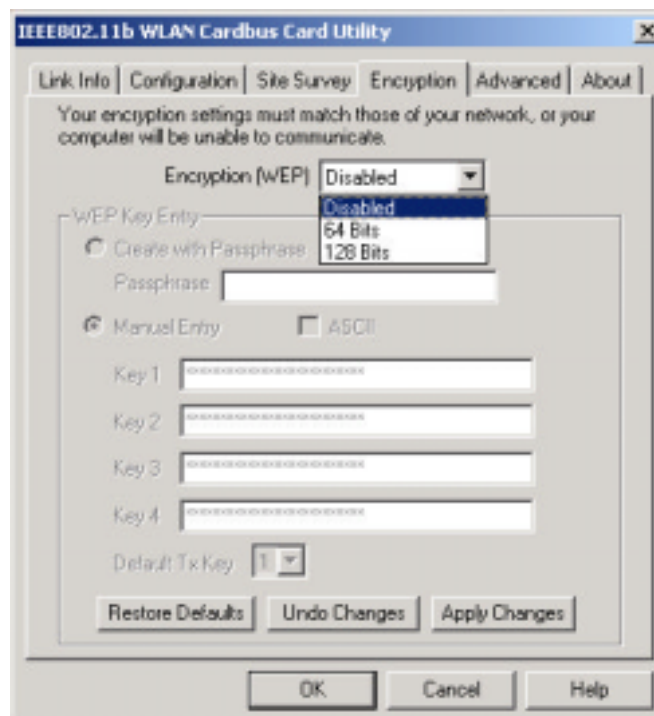 IEEE802.11b WLAN Cardbus Card Utility
Link Info Configuration Site Survey Encryption Advanced About
Your encryption settings must match those of your network, or your
computer will be unable to communicate.
Encryption (WEP) Disabled
Disabled
64 Bits
128 Bits
WEP Key Entry
Create with Passphrase
Passphrase
Manual Entry ASCII
Key 1
Key 2
Key 3
Key 4
Default Tx Key 1
Restore Defaults Undo Changes Apply Changes
OK Cancel Help